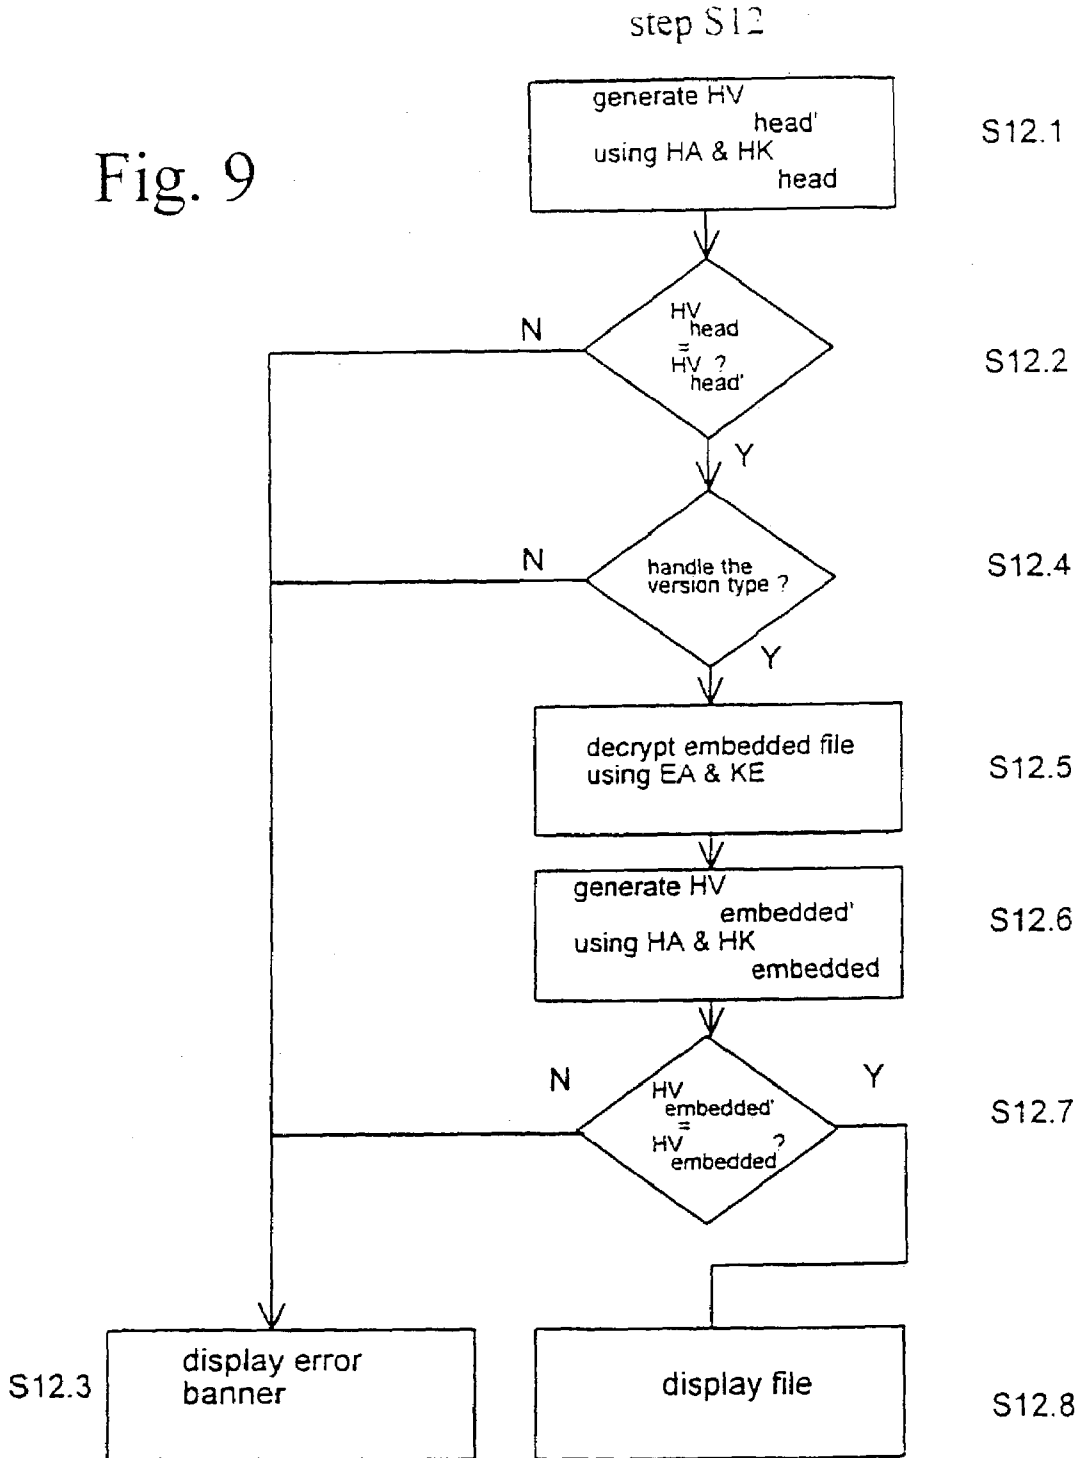 step S12
Fig. 9
generate HV
head'
using HA & HK
head
S12.1
HV
head
=
HV ?
head'
N
Y
S12.2
handle the
version type ?
N
Y
S12.4
decrypt embedded file
using EA & KE
S12.5
generate HV
embedded'
using HA & HK
embedded
S12.6
N
Y
HV
embedded'
=
HV ?
embedded
S12.7
S12.3
display error
banner
display file
S12.8